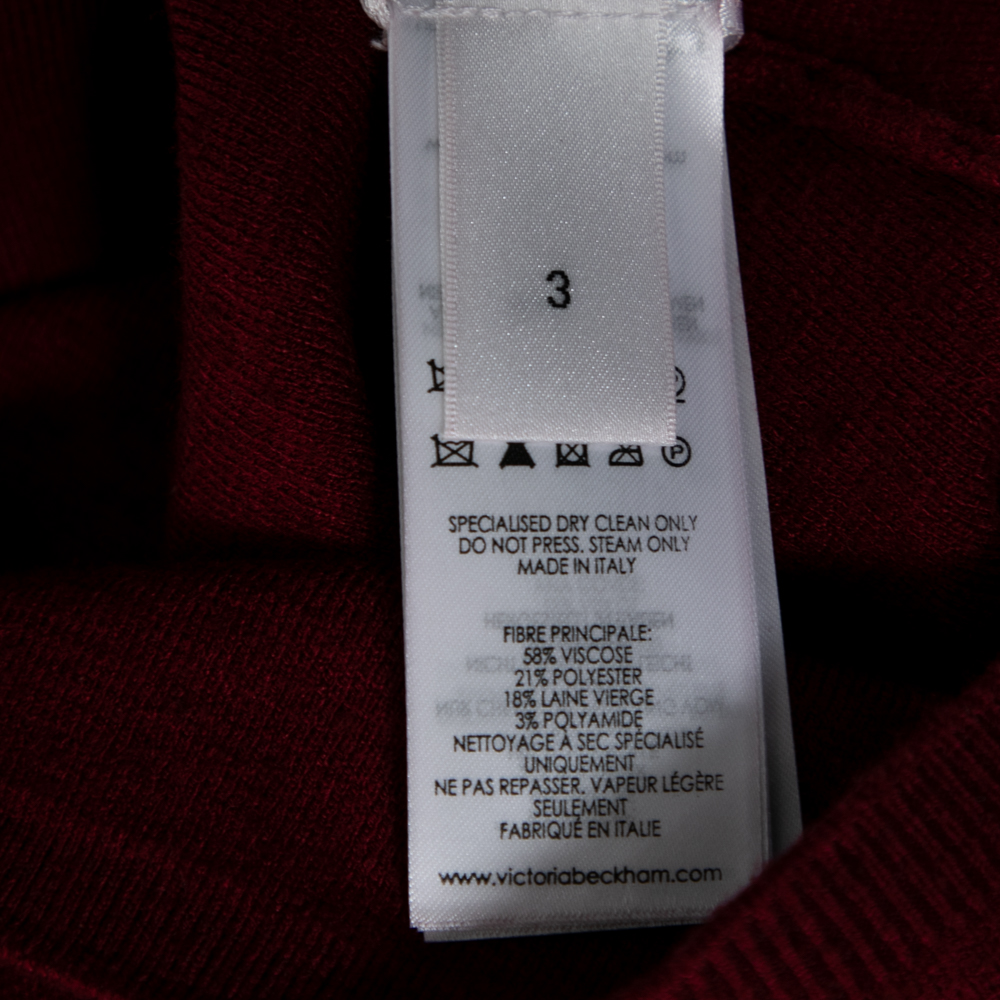 3
P
SPECIALISED DRY CLEAN ONLY
DO NOT PRESS. STEAM ONLY
MADE IN ITALY
FIBRE PRINCIPALE:
58% VISCOSE
21% POLYESTER
18% LAINE VIERGE
3% POLYAMIDE
NETTOYAGE À SEC SPÉCIALISÉ
UNIQUEMENT
NE PAS REPASSER. VAPEUR LÉGÈRE
SEULEMENT
FABRIQUÉ EN ITALIE
www.victoriabeckham.com